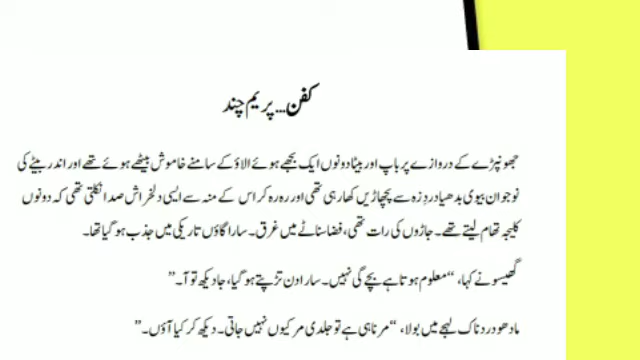 کفن... پریم چند
جھونپڑے کے دروازے پر باپ اور بیٹا دونوں ایک بجھے ہوئے الاؤ کے سامنے خاموش بیٹھے ہوئے تھے اور اندر بیٹے کی
نوجوان بیوی بدھیا دردِ زہ سے پچھاڑیں کھا رہی تھی اور رہ رہ کر اس کے منہ سے ایسی دلخراش صدا نکلتی تھی کہ دونوں
کلیجہ تھام لیتے تھے۔ جاڑوں کی رات تھی، فضا سناٹے میں غرق۔ سارا گاؤں تاریکی میں جذب ہو گیا تھا۔
گھیسو نے کہا، “معلوم ہوتا ہے بچے گی نہیں۔ سارا دن تڑپتے ہو گیا، جا دیکھ تو آ۔”
مادھو دردناک لہجے میں بولا، “مرنا ہی ہے تو جلدی مر کیوں نہیں جاتی۔ دیکھ کر کیا آؤں۔”